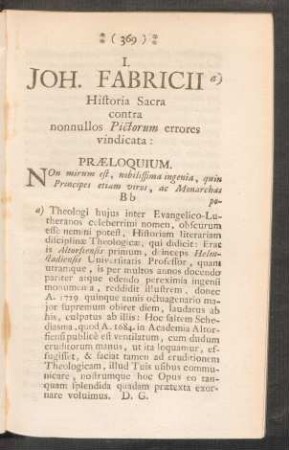 ( 369 )
I.
JOH. FABRICII a)
Historia Sacra
contra
nonnullos Pictorum errores
vindicata:
PRÆLOQUIUM.
NOn mirum est, nobilissima ingenia, quin
Principes etiam viros, ac Monarchas
Bb po-
a) Theologi hujus inter Evangelico-Lu-
theranos celeberrimi nomen, obscurum
esse nemini potest, Historiam literariam
disciplinæ Theologicæ, qui didicit: Erat
is Altorfiensis primum, deinceps Helm-
stadiensis Universitatis Professor, quam
utramque, is per multos annos docendo
pariter atque edendo pereximia ingenii
monumenta, reddidit illustrem, donec
A. 1729. quinque annis octuagenario ma-
jor supremum obiret diem, laudatus ab
his, culpatus ab illis: Hoc saltem Sche-
diasma, quod A. 1684. in Academia Altor-
fiensi publice est ventilatum, cum dudum
eruditorum manus, ut ita loquamur, ef-
fugisset, & faciat tamen ad eruditionem
Theologicam, illud Tuis usibus commu-
nicare, nostrumque hoc Opus eo tan-
quam splendida quadam prætexta exor-
nare voluimus. D. G.